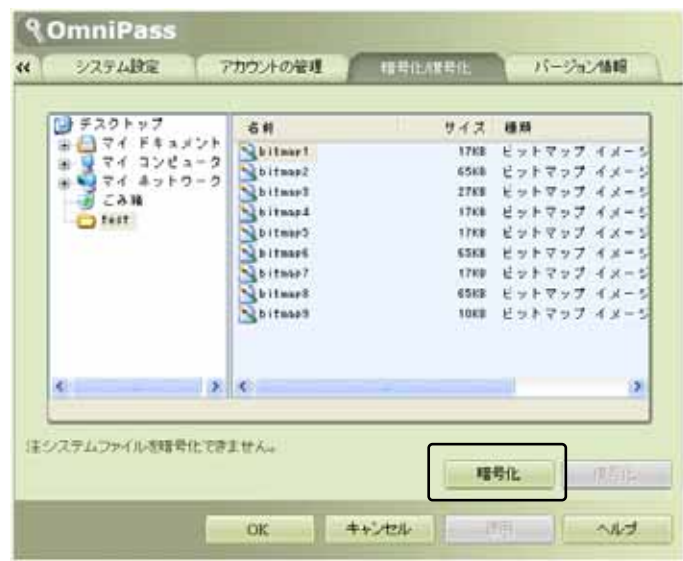 OmniPass
システム設定 アカウントの管理 暗号化/復号化 バージョン情報
デスクトップ
マイ ドキュメント
マイ コンピュータ
マイ ネットワーク
ごみ箱
test
名前 サイズ 種類
bitmap1 17KB ビットマップ イメージ
bitmap2 65KB ビットマップ イメージ
bitmap3 27KB ビットマップ イメージ
bitmap4 17KB ビットマップ イメージ
bitmap5 17KB ビットマップ イメージ
bitmap6 65KB ビットマップ イメージ
bitmap7 17KB ビットマップ イメージ
bitmap8 65KB ビットマップ イメージ
bitmap9 10KB ビットマップ イメージ
注システムファイルを暗号化できません。
暗号化 復号化
OK キャンセル 適用 ヘルプ